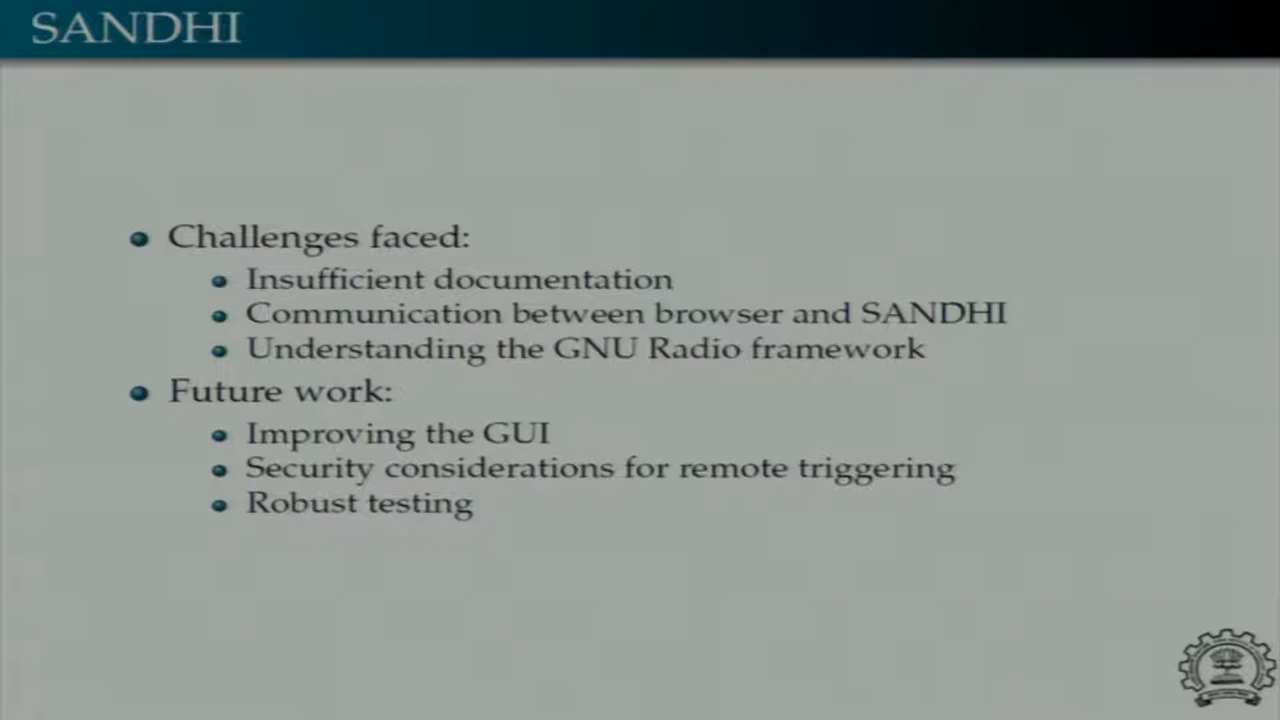 SANDHI
Challenges faced:
Insufficient documentation
Communication between browser and SANDHI
Understanding the GNU Radio framework
Future work:
Improving the GUI
Security considerations for remote triggering
Robust testing